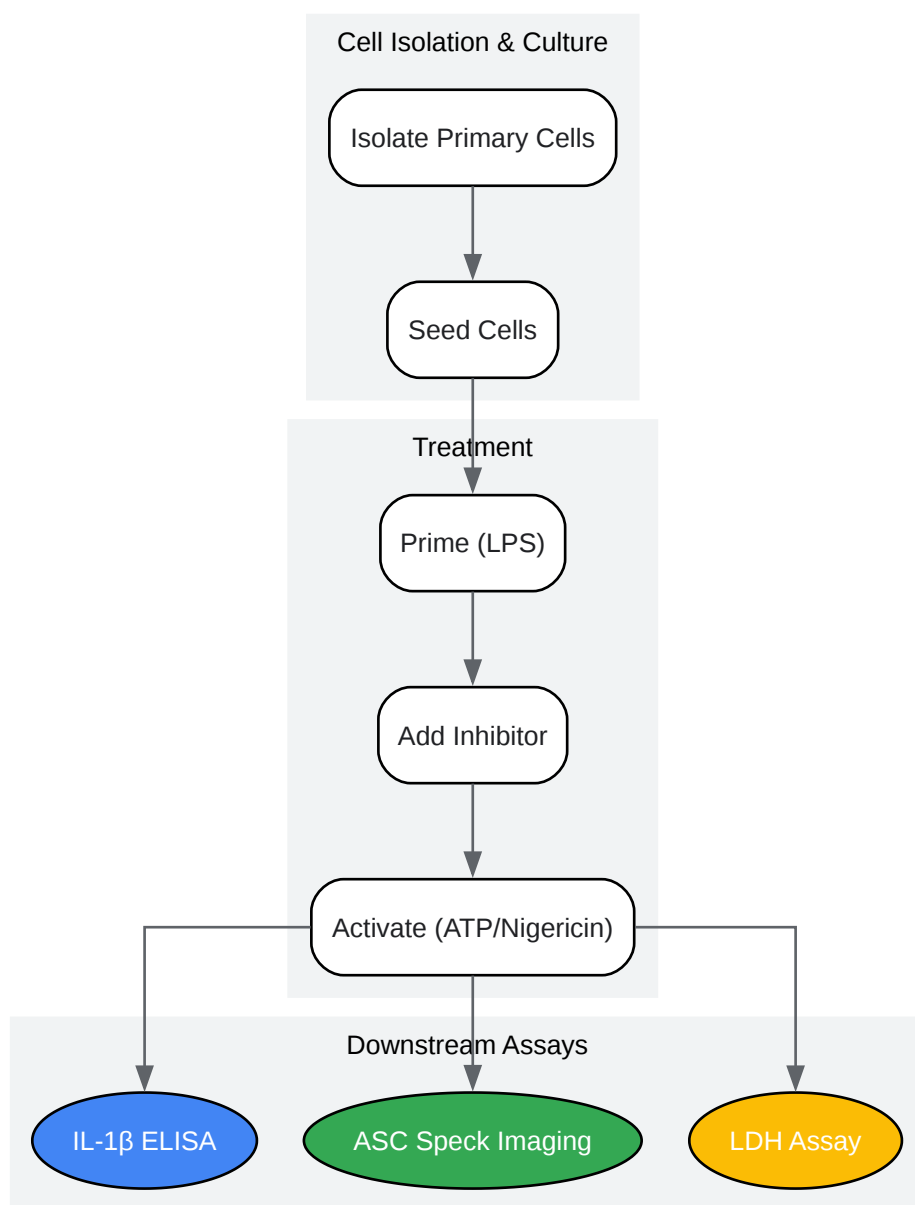 Cell Isolation & Culture
Isolate Primary Cells
Seed Cells
Treatment
Prime (LPS)
Add Inhibitor
Activate (ATP/Nigericin)
Downstream Assays
IL-1β ELISA
ASC Speck Imaging
LDH Assay